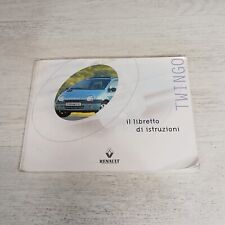 TWINGO
il libretto
di istruzioni
RENAULT